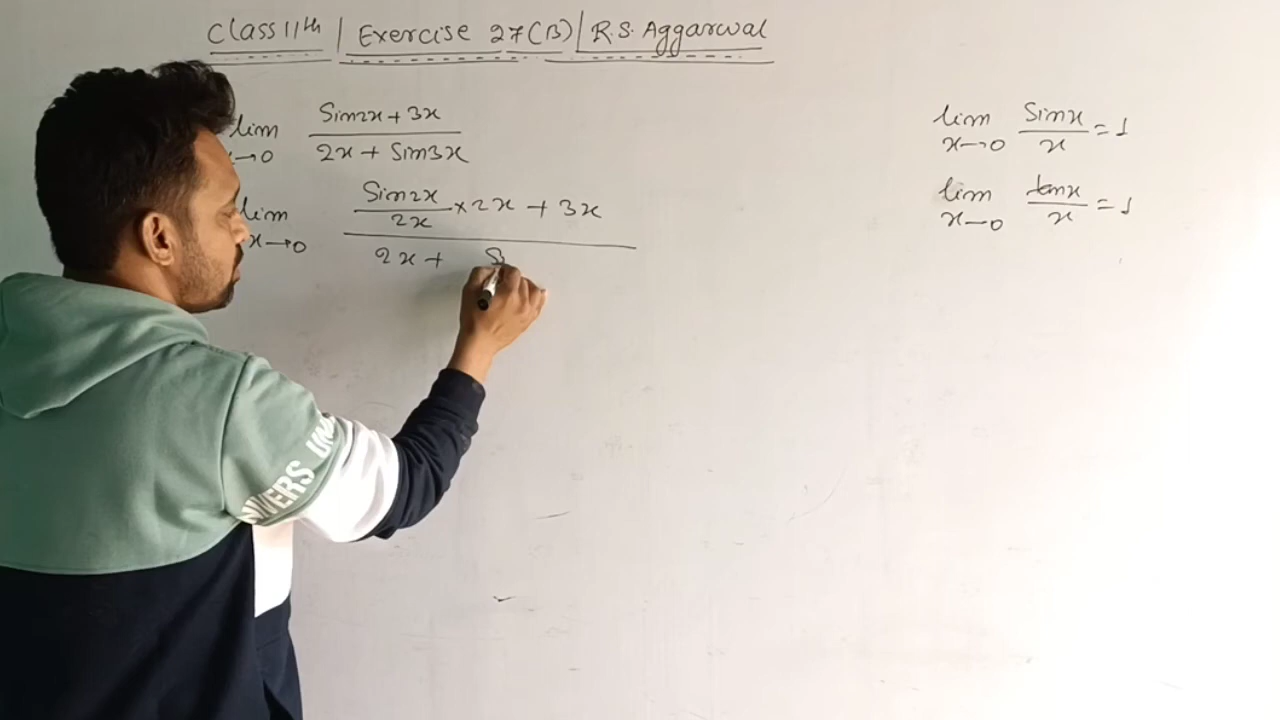 Class 11th | Exercise 27(B) | R.S. Aggarwal
lim x→0 (Sin2x + 3x)/(2x + Sin3x)
lim x→0 (Sin2x/2x × 2x + 3x)/(2x + S
lim x→0 Sinx/x = 1
lim x→0 tanx/x = 1